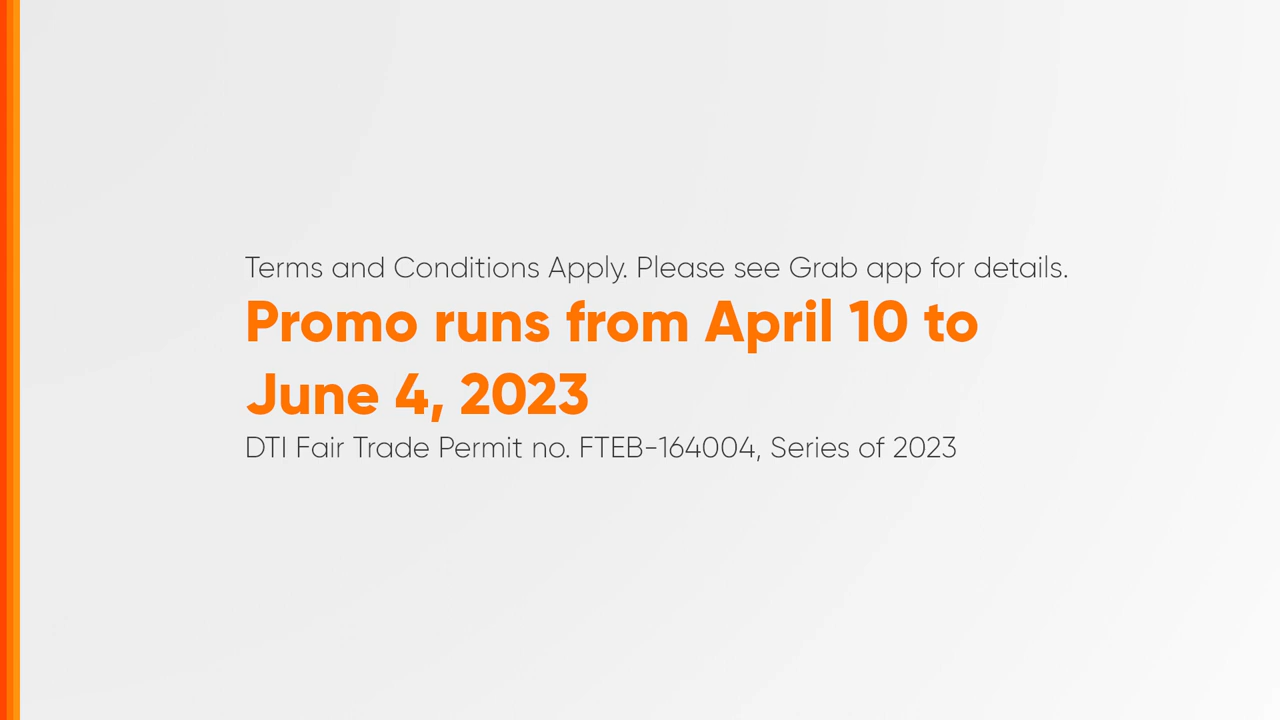 Terms and Conditions Apply. Please see Grab app for details.
Promo runs from April 10 to
June 4, 2023
DTI Fair Trade Permit no. FTEB-164004, Series of 2023